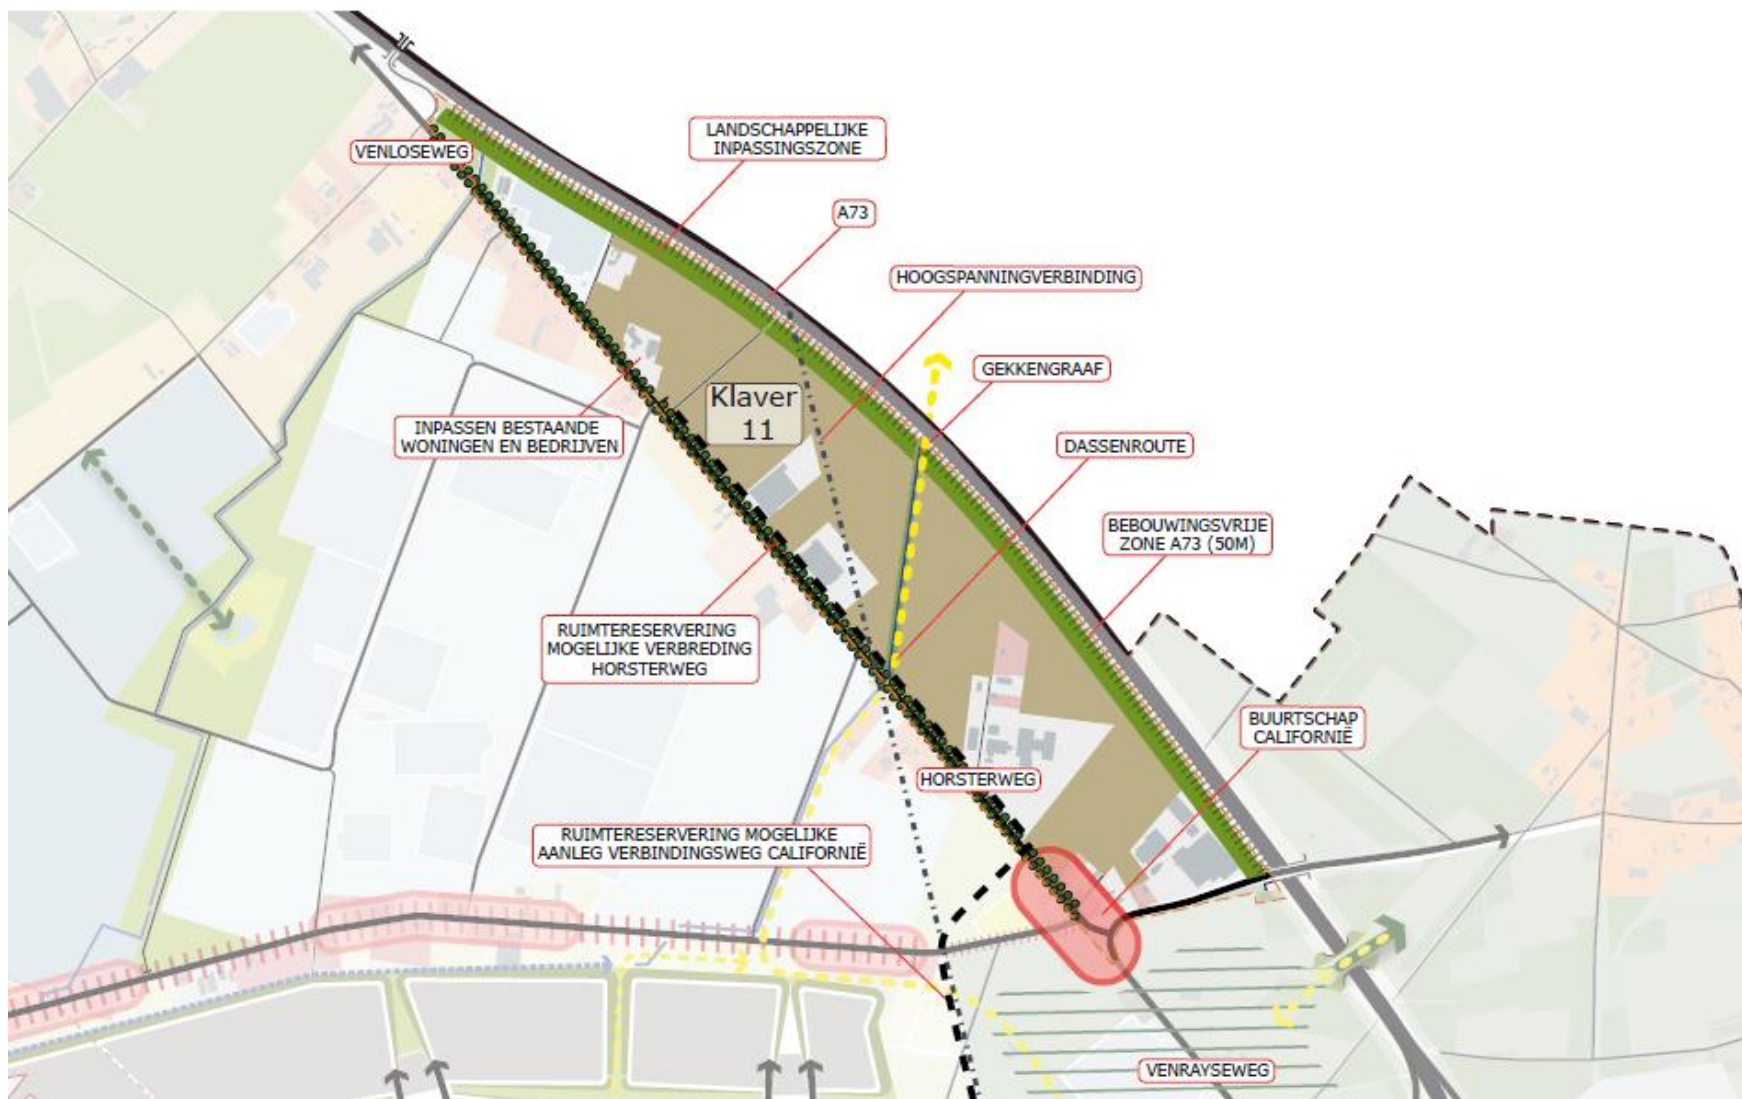 LANDSCHAPPELIJKE
INPASSINGSZONE
VENLOSEWEG
A73
HOOGSPANNINGVERBINDING
GEKKENGRAAF
Klaver
11
INPASSEN BESTAANDE
WONINGEN EN BEDRIJVEN
DASSENROUTE
BEBOUWINGSVRIJE
ZONE A73 (50M)
RUIMTERESERVERING
MOGELIJKE VERBREDING
HORSTERWEG
BUURTSCHAP
CALIFORNIË
HORSTERWEG
RUIMTERESERVERING MOGELIJKE
AANLEG VERBINDINGSWEG CALIFORNIË
VENRAYSEWEG